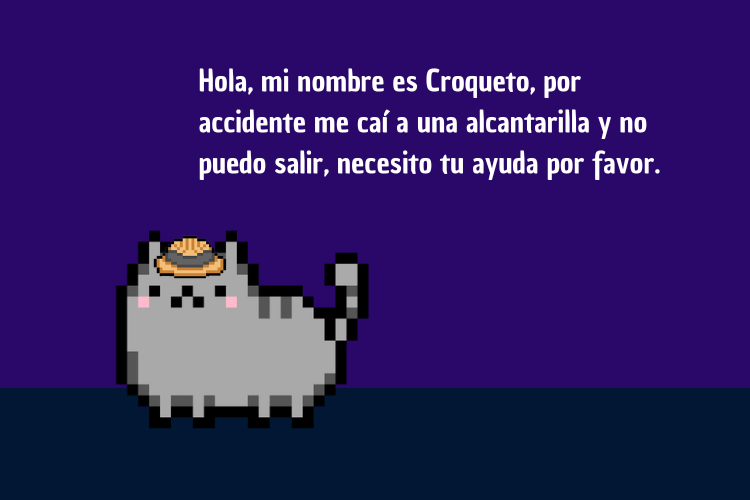 Hola, mi nombre es Croqueto, por
accidente me caí a una alcantarilla y no
puedo salir, necesito tu ayuda por favor.